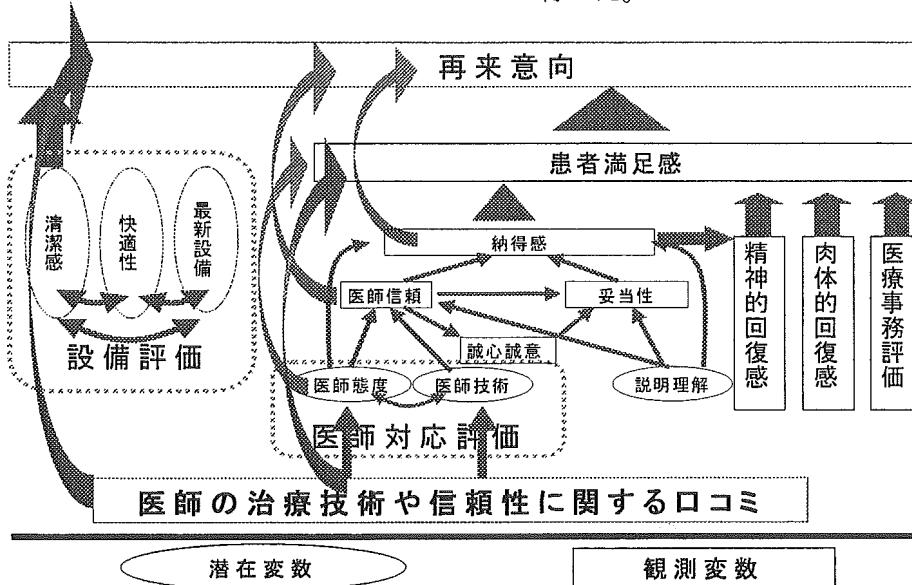 再来意向
患者満足感
清潔感
快適性
最新設備
設備評価
納得感
医師信頼
妥当性
誠心誠意
医師態度
医師技術
説明理解
医師対応評価
精神的回復感
肉体的回復感
医療事務評価
医師の治療技術や信頼性に関する口コミ
潜在変数
観測変数